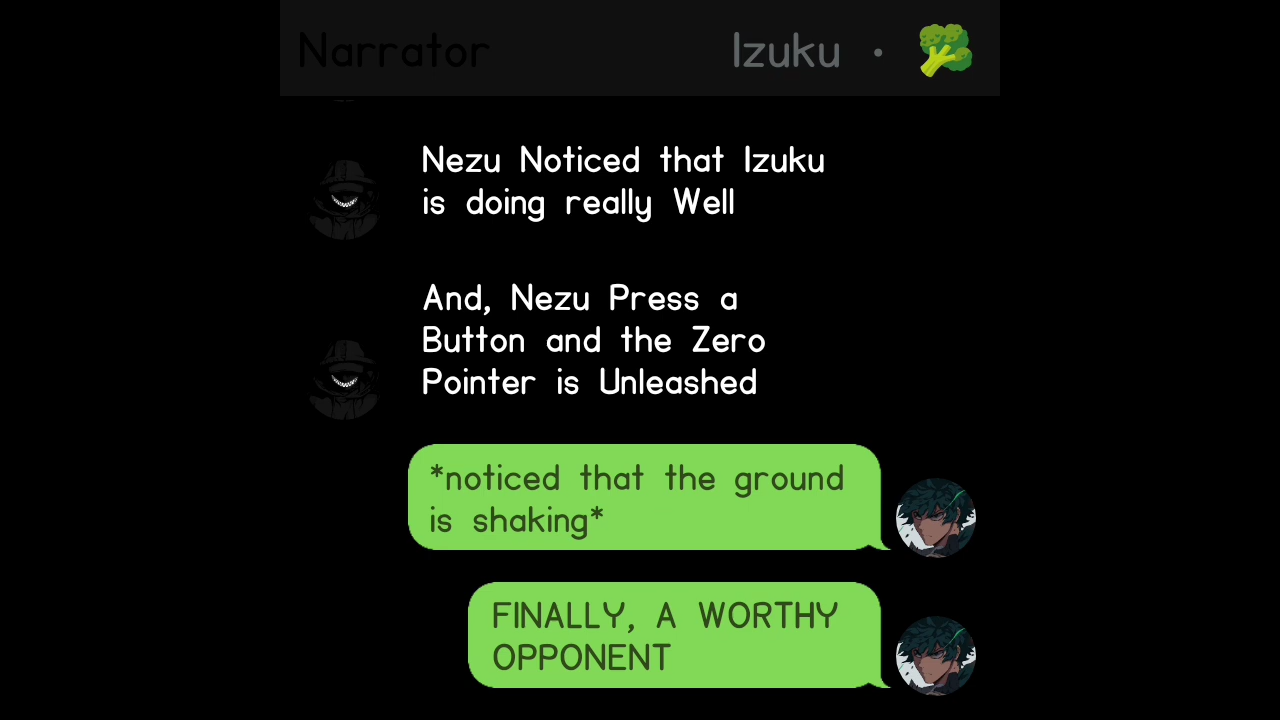 Narrator
Izuku • 🥦
Nezu Noticed that Izuku
is doing really Well
And, Nezu Press a
Button and the Zero
Pointer is Unleashed
*noticed that the ground
is shaking*
FINALLY, A WORTHY
OPPONENT